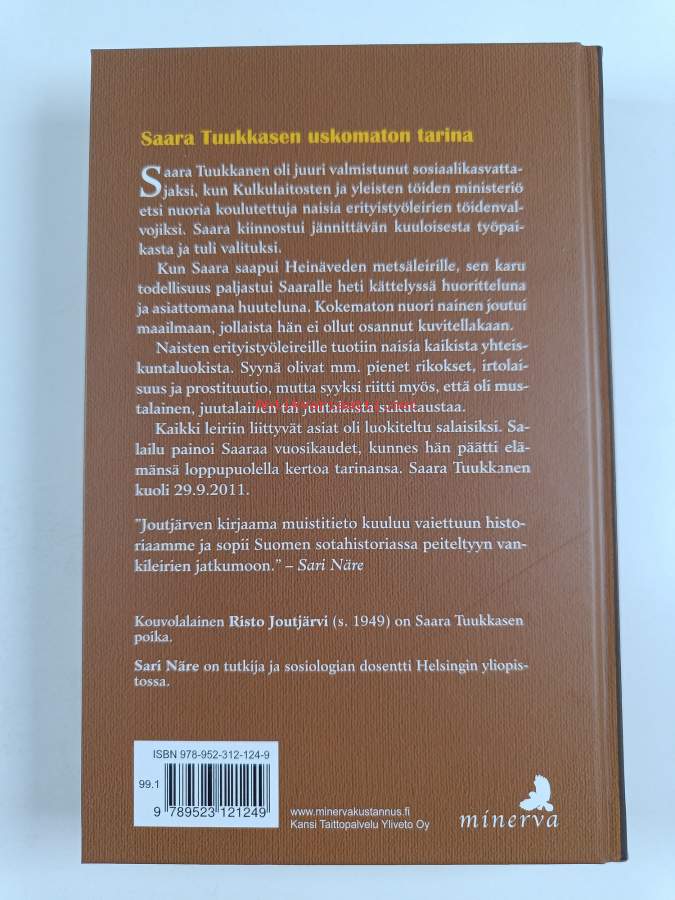 Saara Tuukkasen uskomaton tarina
Saara Tuukkanen oli juuri valmistunut sosiaalikasvatta-
jaksi, kun Kulkulaitosten ja yleisten töiden ministeriö
etsi nuoria koulutettuja naisia erityistyöleirien töidenval-
vojiksi. Saara kiinnostui jännittävän kuuloisesta työpai-
kasta ja tuli valituksi.
Kun Saara saapui Heinäveden metsäleirille, sen karu
todellisuus paljastui Saaralle heti kättelyssä huoritteluna
ja asiattomana huuteluna. Kokematon nuori nainen joutui
maailmaan, jollaista hän ei ollut osannut kuvitellakaan.
Naisten erityistyöleireille tuotiin naisia kaikista yhteis-
kuntaluokista. Syynä olivat mm. pienet rikokset, irtolai-
suus ja prostituutio, mutta syyksi riitti myös, että oli mus-
talainen, juutalainen tai juutalaista sukutaustaa.
Kaikki leiriin liittyvät asiat oli luokiteltu salaisiksi. Sa-
lailu painoi Saaraa vuosikaudet, kunnes hän päätti elä-
mänsä loppupuolella kertoa tarinansa. Saara Tuukkanen
kuoli 29.9.2011.
"Joutjärven kirjaama muistitieto kuuluu vaiettuun histo-
riaamme ja sopii Suomen sotahistoriassa peiteltyyn van-
kileirien jatkumoon." – Sari Näre
Kouvolalainen Risto Joutjärvi (s. 1949) on Saara Tuukkasen
poika.
Sari Näre on tutkija ja sosiologian dosentti Helsingin yliopis-
tossa.
ISBN 978-952-312-124-9
99.1
9 789523 121249
www.minervakustannus.fi
Kansi Taittopalvelu Yliveto Oy
minerva